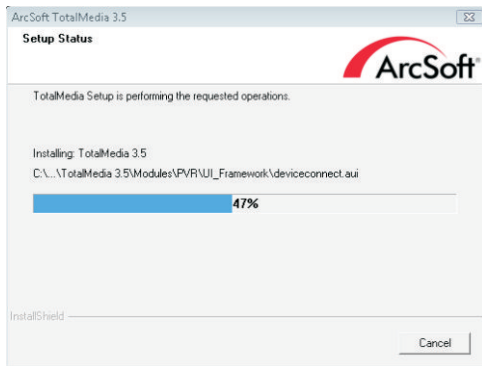 ArcSoft TotalMedia 3.5
Setup Status
ArcSoft®
TotalMedia Setup is performing the requested operations.
Installing: TotalMedia 3.5
C:\...\TotalMedia 3.5\Modules\PVR\UI_Framework\deviceconnect.aui
47%
InstallShield
Cancel